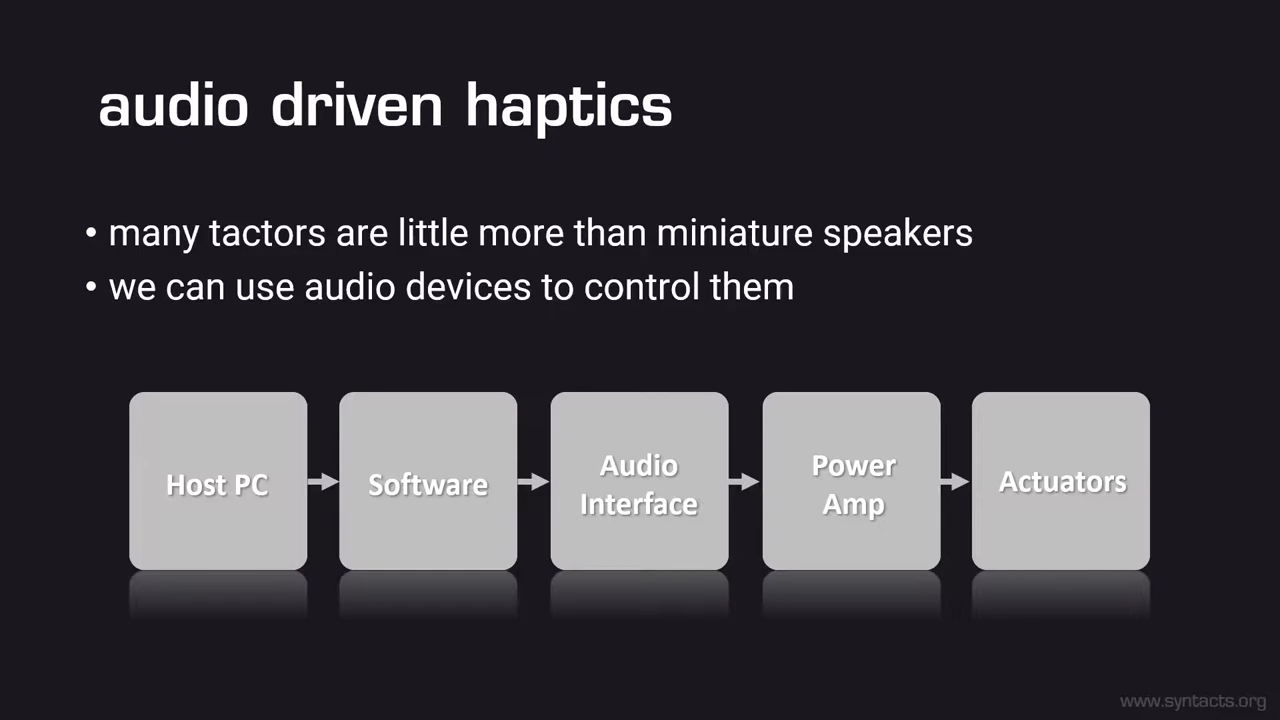 audio driven haptics
• many tactors are little more than miniature speakers
• we can use audio devices to control them
Host PC
Software
Audio
Interface
Power
Amp
Actuators
www.syntacts.org